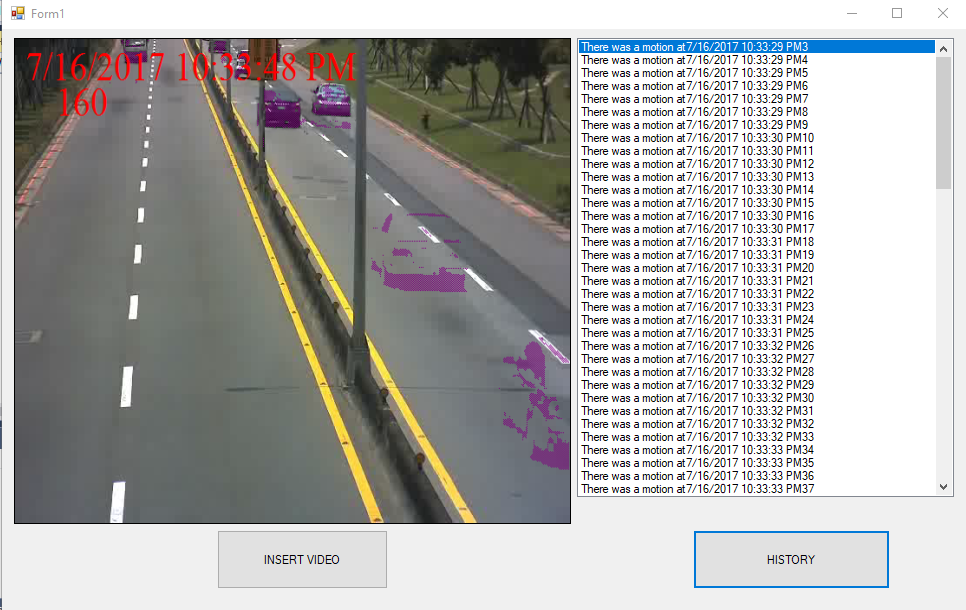 Form1
7/16/2017 10:33:48 PM
160
There was a motion at7/16/2017 10:33:29 PM3
There was a motion at7/16/2017 10:33:29 PM4
There was a motion at7/16/2017 10:33:29 PM5
There was a motion at7/16/2017 10:33:29 PM6
There was a motion at7/16/2017 10:33:29 PM7
There was a motion at7/16/2017 10:33:29 PM8
There was a motion at7/16/2017 10:33:29 PM9
There was a motion at7/16/2017 10:33:30 PM10
There was a motion at7/16/2017 10:33:30 PM11
There was a motion at7/16/2017 10:33:30 PM12
There was a motion at7/16/2017 10:33:30 PM13
There was a motion at7/16/2017 10:33:30 PM14
There was a motion at7/16/2017 10:33:30 PM15
There was a motion at7/16/2017 10:33:30 PM16
There was a motion at7/16/2017 10:33:30 PM17
There was a motion at7/16/2017 10:33:31 PM18
There was a motion at7/16/2017 10:33:31 PM19
There was a motion at7/16/2017 10:33:31 PM20
There was a motion at7/16/2017 10:33:31 PM21
There was a motion at7/16/2017 10:33:31 PM22
There was a motion at7/16/2017 10:33:31 PM23
There was a motion at7/16/2017 10:33:31 PM24
There was a motion at7/16/2017 10:33:31 PM25
There was a motion at7/16/2017 10:33:32 PM26
There was a motion at7/16/2017 10:33:32 PM27
There was a motion at7/16/2017 10:33:32 PM28
There was a motion at7/16/2017 10:33:32 PM29
There was a motion at7/16/2017 10:33:32 PM30
There was a motion at7/16/2017 10:33:32 PM31
There was a motion at7/16/2017 10:33:32 PM32
There was a motion at7/16/2017 10:33:32 PM33
There was a motion at7/16/2017 10:33:33 PM34
There was a motion at7/16/2017 10:33:33 PM35
There was a motion at7/16/2017 10:33:33 PM36
There was a motion at7/16/2017 10:33:33 PM37
INSERT VIDEO
HISTORY